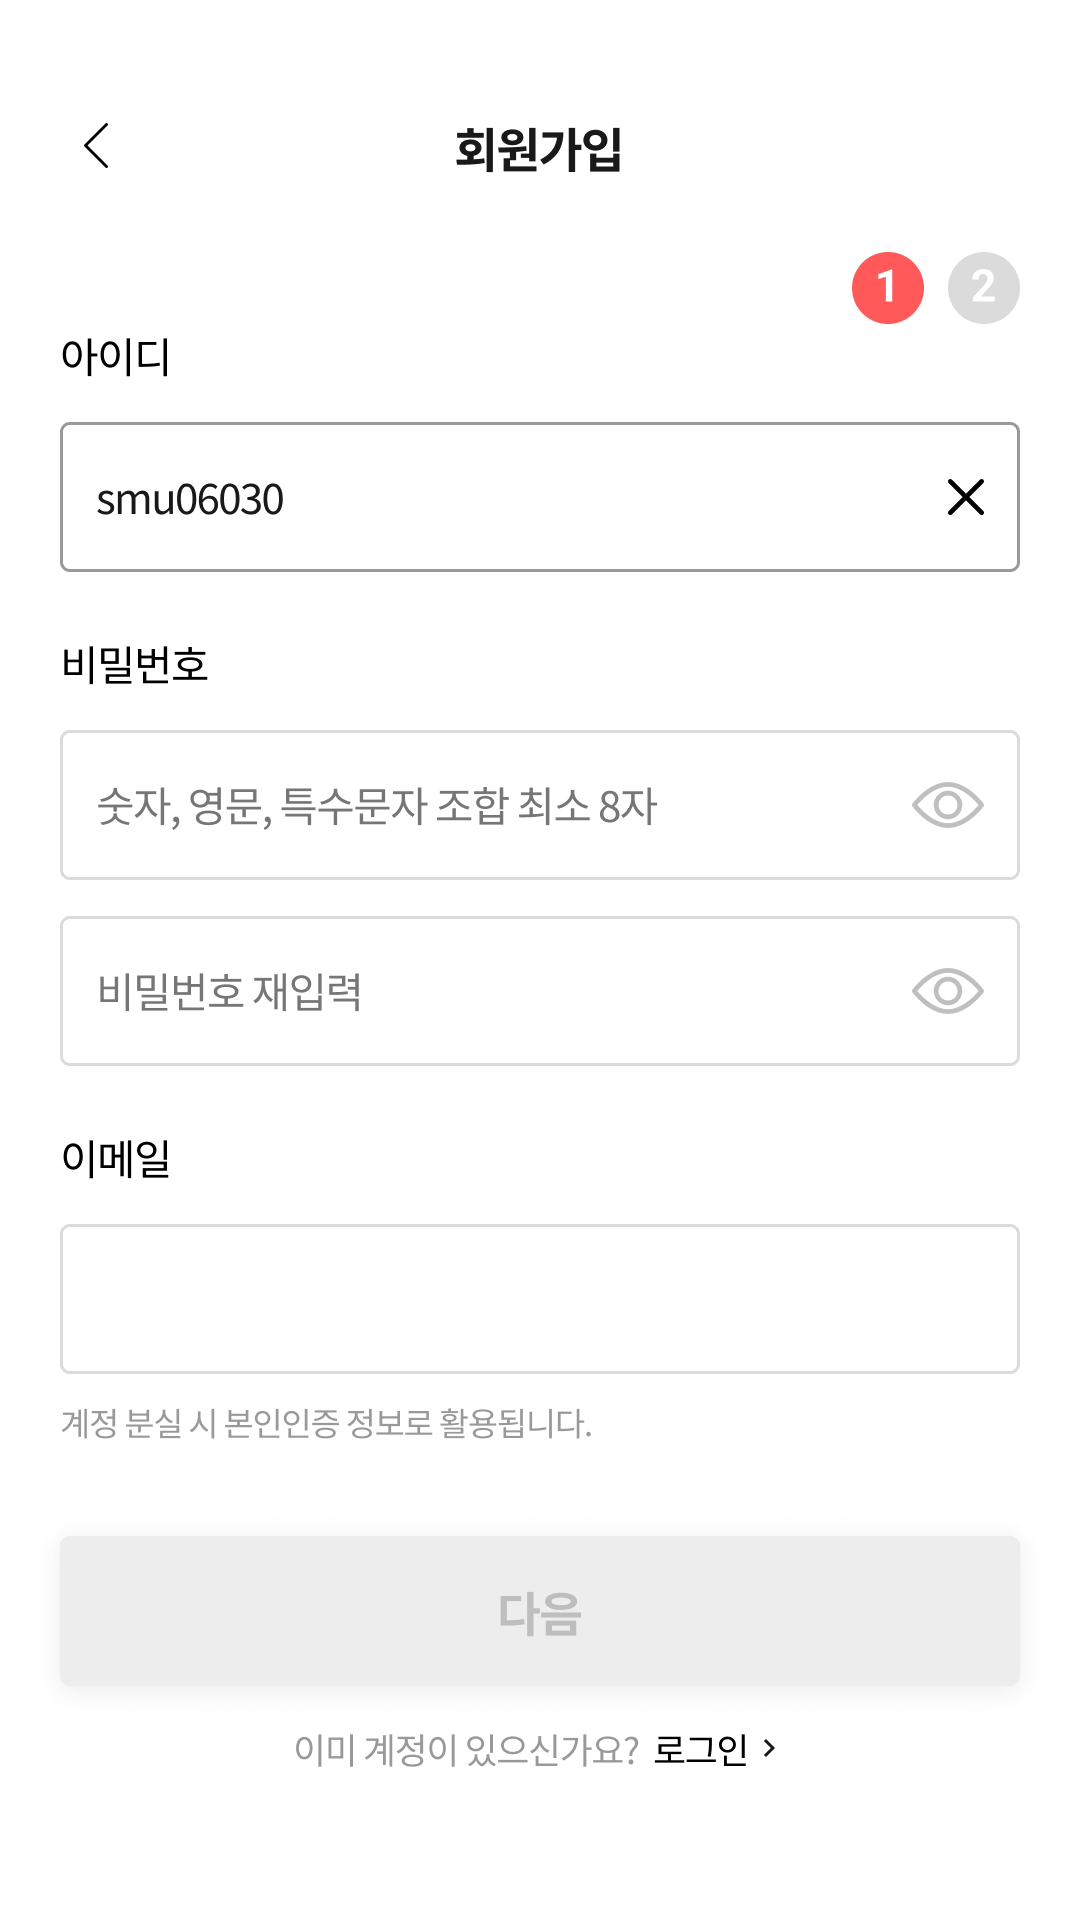 회원가입
1 2
아이디
smu06030
비밀번호
숫자, 영문, 특수문자 조합 최소 8자
비밀번호 재입력
이메일
계정 분실 시 본인인증 정보로 활용됩니다.
다음
이미 계정이 있으신가요? 로그인